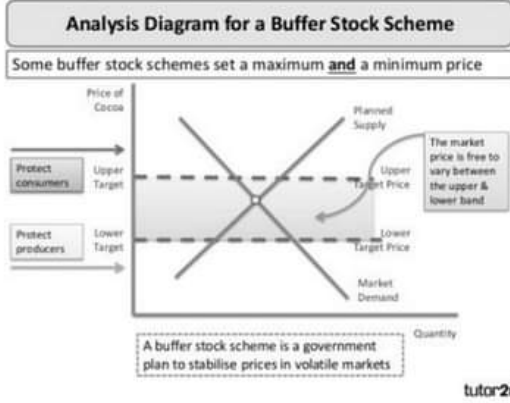 Analysis Diagram for a Buffer Stock Scheme
Some buffer stock schemes set a maximum and a minimum price
Price of
Cocoa
Planned
Supply
The market
price is free to
vary between
the upper &
lower band
Protect
consumers
Upper
Target
Upper
Target Price
Protect
producers
Lower
Target
Lower
Target Price
Market
Demand
Quantity
A buffer stock scheme is a government
plan to stabilise prices in volatile markets
tutor2